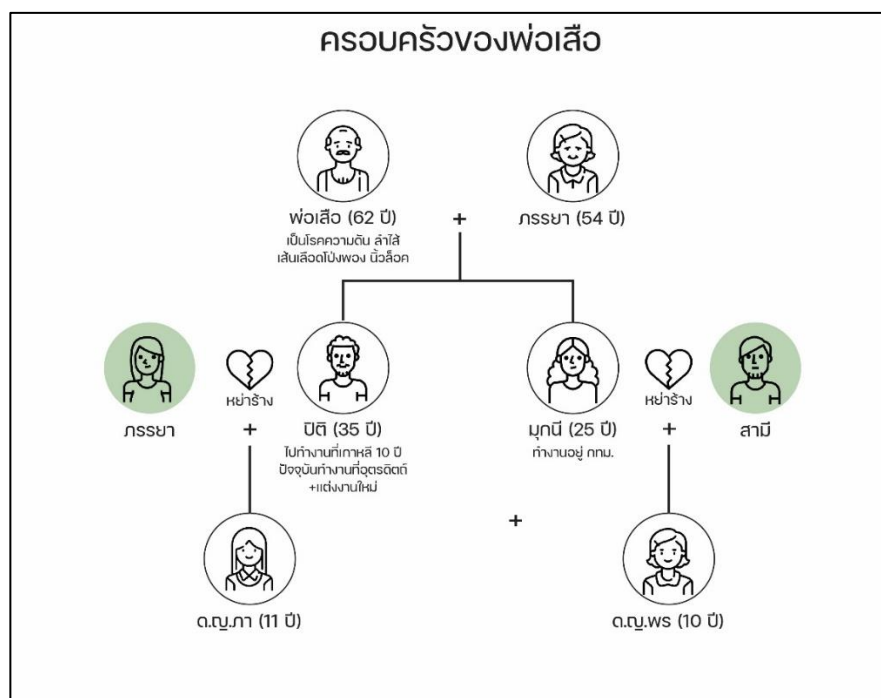 ครอบครัวของพ่อเสือ
พ่อเสือ (62 ปี)
+
ภรรยา (54 ปี)
เป็นโรคความดัน ลำไส้
เส้นเลือดโป่งพอง นิ้วล็อค
หย่าร้าง
หย่าร้าง
ภรรยา
+
ปิติ (35 ปี)
มุกนี (25 ปี)
+
สามี
ไปทำงานที่เกาหลี 10 ปี
ปัจจุบันทำงานที่อุตรดิตถ์
+แต่งงานใหม่
ทำงานอยู่ กทม.
+
ด.ญ.ภา (11 ปี)
ด.ญ.พร (10 ปี)